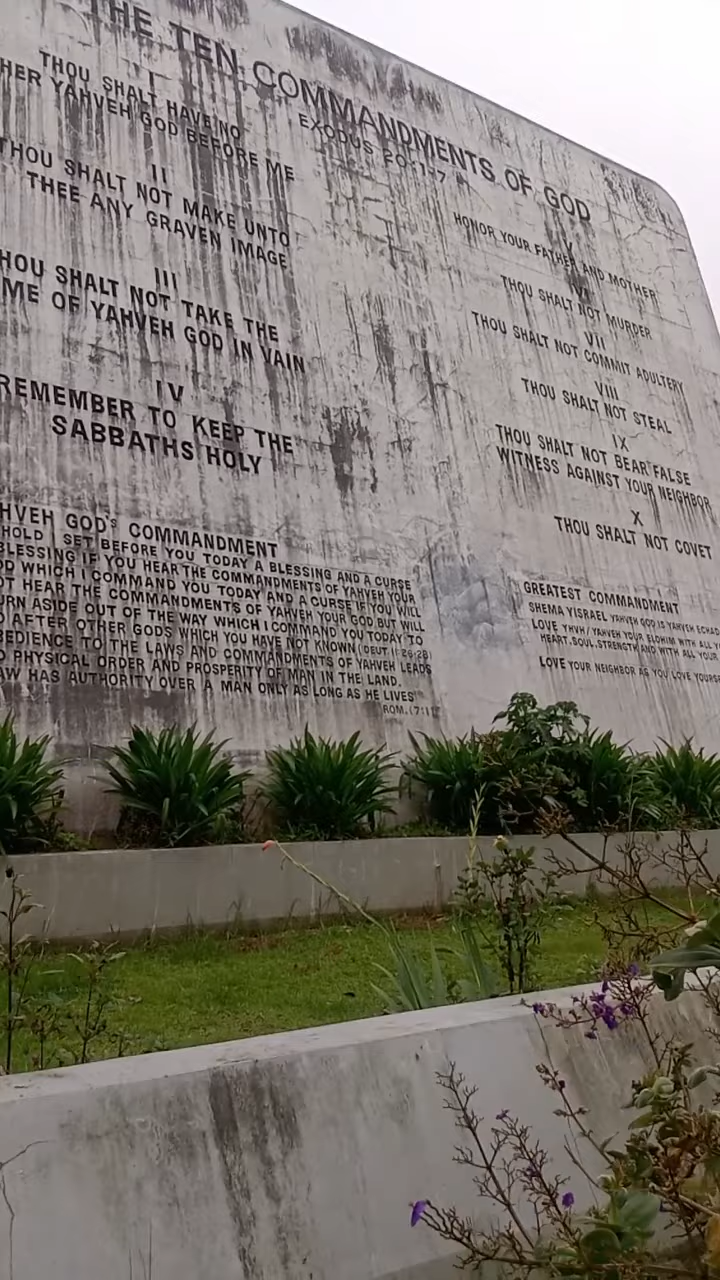 THE TEN COMMANDMENTS OF GOD
EXODUS 20:1-7
I
THOU SHALT HAVE NO
HER YAHVEH GOD BEFORE ME
II
THOU SHALT NOT MAKE UNTO
THEE ANY GRAVEN IMAGE
III
HOU SHALT NOT TAKE THE
ME OF YAHVEH GOD IN VAIN
IV
REMEMBER TO KEEP THE
SABBATHS HOLY
HVEH GOD'S COMMANDMENT
HOLD I SET BEFORE YOU TODAY A BLESSING AND A CURSE
BLESSING IF YOU HEAR THE COMMANDMENTS OF YAHVEH YOUR
OD WHICH I COMMAND YOU TODAY AND A CURSE IF YOU WILL
OT HEAR THE COMMANDMENTS OF YAHVEH YOUR GOD BUT WILL
URN ASIDE OUT OF THE WAY WHICH I COMMAND YOU TODAY TO
O AFTER OTHER GODS WHICH YOU HAVE NOT KNOWN (DEUT 11:26-28)
BEDIENCE TO THE LAWS AND COMMANDMENTS OF YAHVEH LEADS
O PHYSICAL ORDER AND PROSPERITY OF MAN IN THE LAND.
AW HAS AUTHORITY OVER A MAN ONLY AS LONG AS HE LIVES"
ROM. (7:1)
V
HONOR YOUR FATHER AND MOTHER
VI
THOU SHALT NOT MURDER
VII
THOU SHALT NOT COMMIT ADULTERY
VIII
THOU SHALT NOT STEAL
IX
THOU SHALT NOT BEAR FALSE
WITNESS AGAINST YOUR NEIGHBOR
X
THOU SHALT NOT COVET
GREATEST COMMANDMENT
SHEMA YISRAEL YAHVEH GOD IS YAHVEH ECHAD
LOVE YHVH/YAHVEH YOUR ELOHIM WITH ALL Y
HEART, SOUL, STRENGTH AND WITH ALL YOUR
LOVE YOUR NEIGHBOR AS YOU LOVE YOURSE